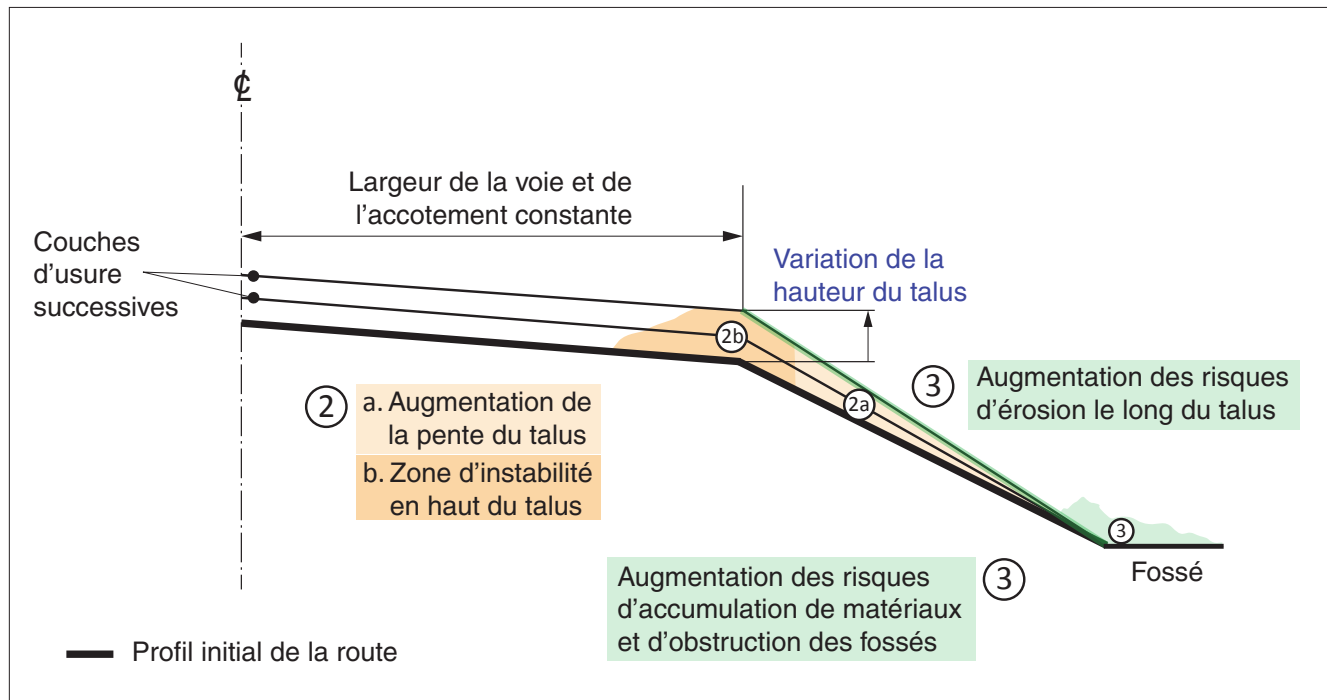 ℄
Largeur de la voie et de
l'accotement constante
Couches
d'usure
successives
Variation de la
hauteur du talus
2b
2a
3
Augmentation des risques
d'érosion le long du talus
2
a. Augmentation de
la pente du talus
b. Zone d'instabilité
en haut du talus
3
Fossé
Augmentation des risques
d'accumulation de matériaux
et d'obstruction des fossés
3
Profil initial de la route